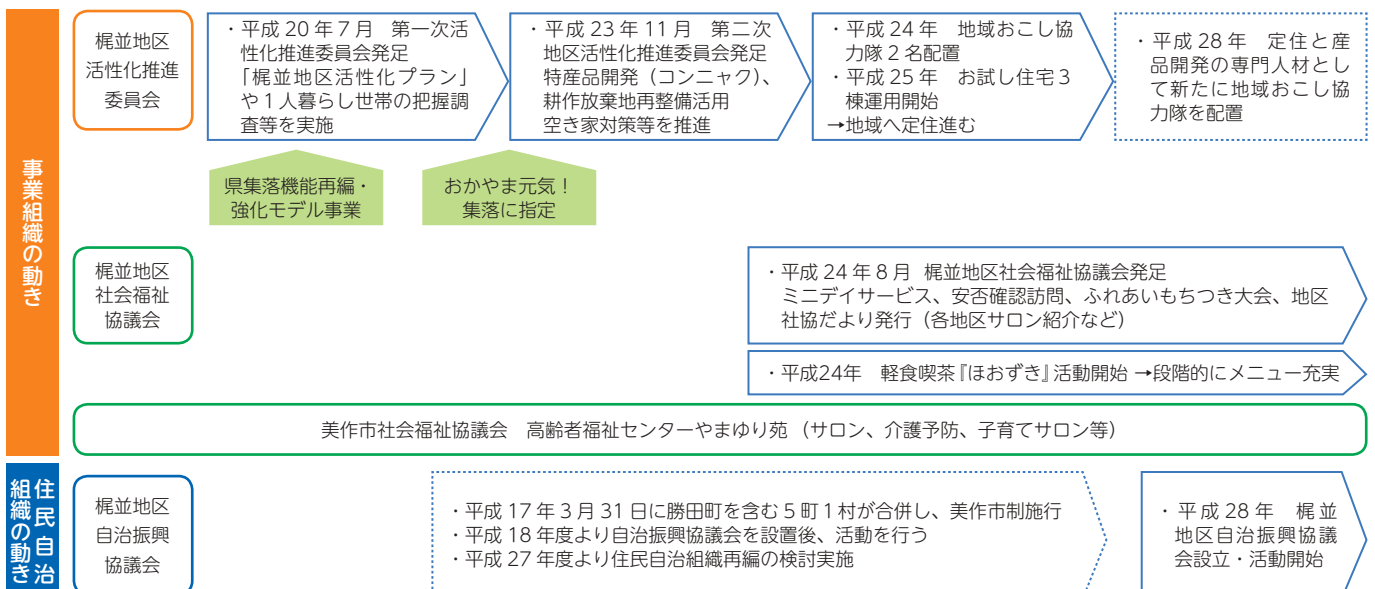 事業組織の動き
梶並地区
活性化推進
委員会
・平成 20 年 7 月　第一次活
性化推進委員会発足
「梶並地区活性化プラン」
や 1 人暮らし世帯の把握調
査等を実施
・平成 23 年 11 月　第二次
地区活性化推進委員会発足
特産品開発（コンニャク）、
耕作放棄地再整備活用
空き家対策等を推進
・平成 24 年　地域おこし協
力隊 2 名配置
・平成 25 年　お試し住宅 3
棟運用開始
→地域へ定住進む
・平成 28 年　定住と産
品開発の専門人材とし
て新たに地域おこし協
力隊を配置
県集落機能再編・
強化モデル事業
おかやま元気！
集落に指定
梶並地区
社会福祉
協議会
・平成 24 年 8 月　梶並地区社会福祉協議会発足
ミニデイサービス、安否確認訪問、ふれあいもちつき大会、地区
社協だより発行（各地区サロン紹介など）
・平成24年　軽食喫茶『ほおずき』活動開始 →段階的にメニュー充実
美作市社会福祉協議会　高齢者福祉センターやまゆり苑 （サロン、介護予防、子育てサロン等）
住民自治
組織の動き
梶並地区
自治振興
協議会
・平成 17 年 3 月 31 日に勝田町を含む 5 町 1 村が合併し、美作市制施行
・平成 18 年度より自治振興協議会を設置後、活動を行う
・平成 27 年度より住民自治組織再編の検討実施
・平成 28 年　梶並
地区自治振興協議
会設立・活動開始